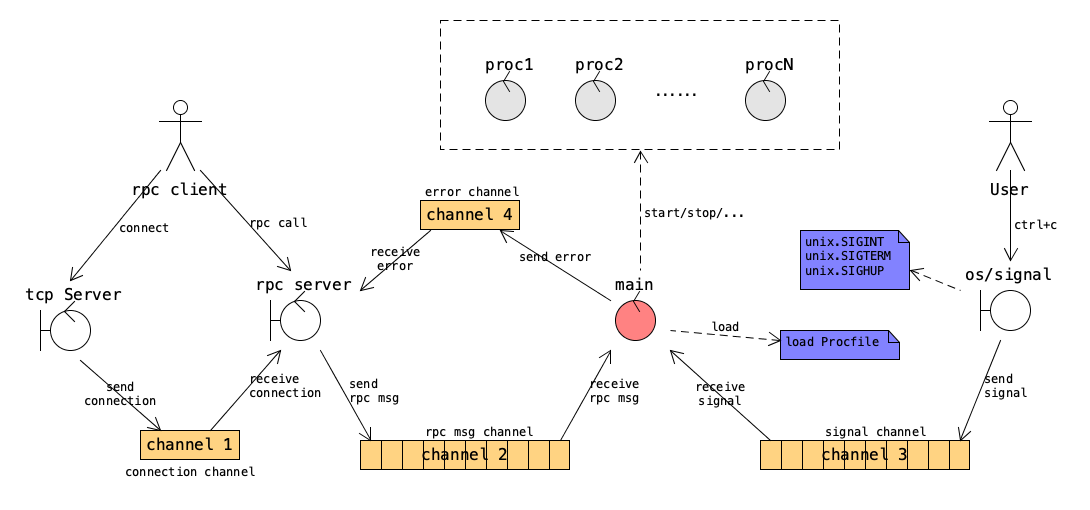 proc1
proc2
......
procN
rpc client
User
error channel
channel 4
start/stop/...
connect
rpc call
ctrl+c
receive
error
send error
unix.SIGINT
unix.SIGTERM
unix.SIGHUP
tcp Server
rpc server
main
os/signal
load
load Procfile
send
connection
receive
connection
send
rpc msg
receive
rpc msg
receive
signal
send
signal
channel 1
connection channel
rpc msg channel
channel 2
signal channel
channel 3